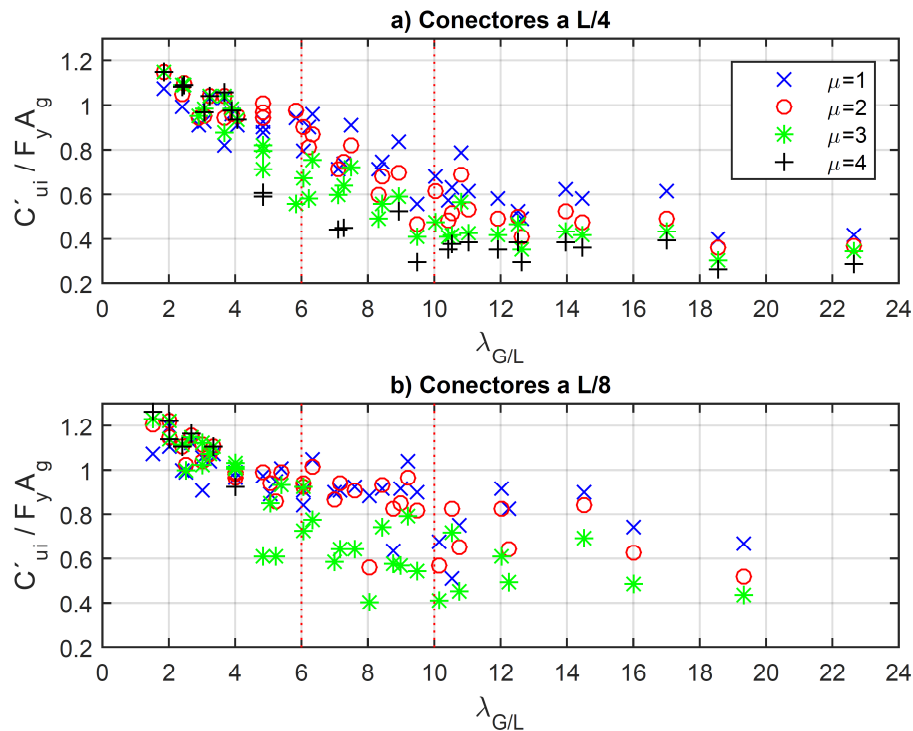 a) Conectores a L/4
1.2
1
0.8
0.6
0.4
0.2
C´ui / FyAg
μ=1
μ=2
μ=3
μ=4
0 2 4 6 8 10 12 14 16 18 20 22 24
λG/L
b) Conectores a L/8
1.2
1
0.8
0.6
0.4
0.2
C´ui / FyAg
0 2 4 6 8 10 12 14 16 18 20 22 24
λG/L